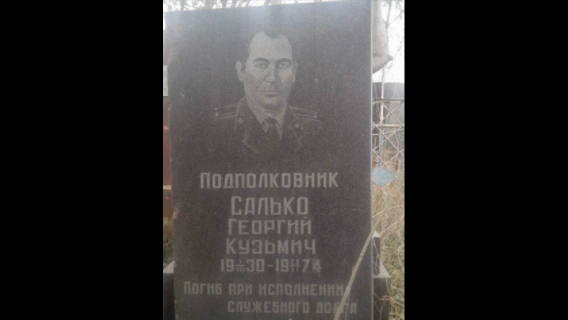 Подполковник
Салько
Георгий
Кузьмич
Погиб при исполнении
служебного долга